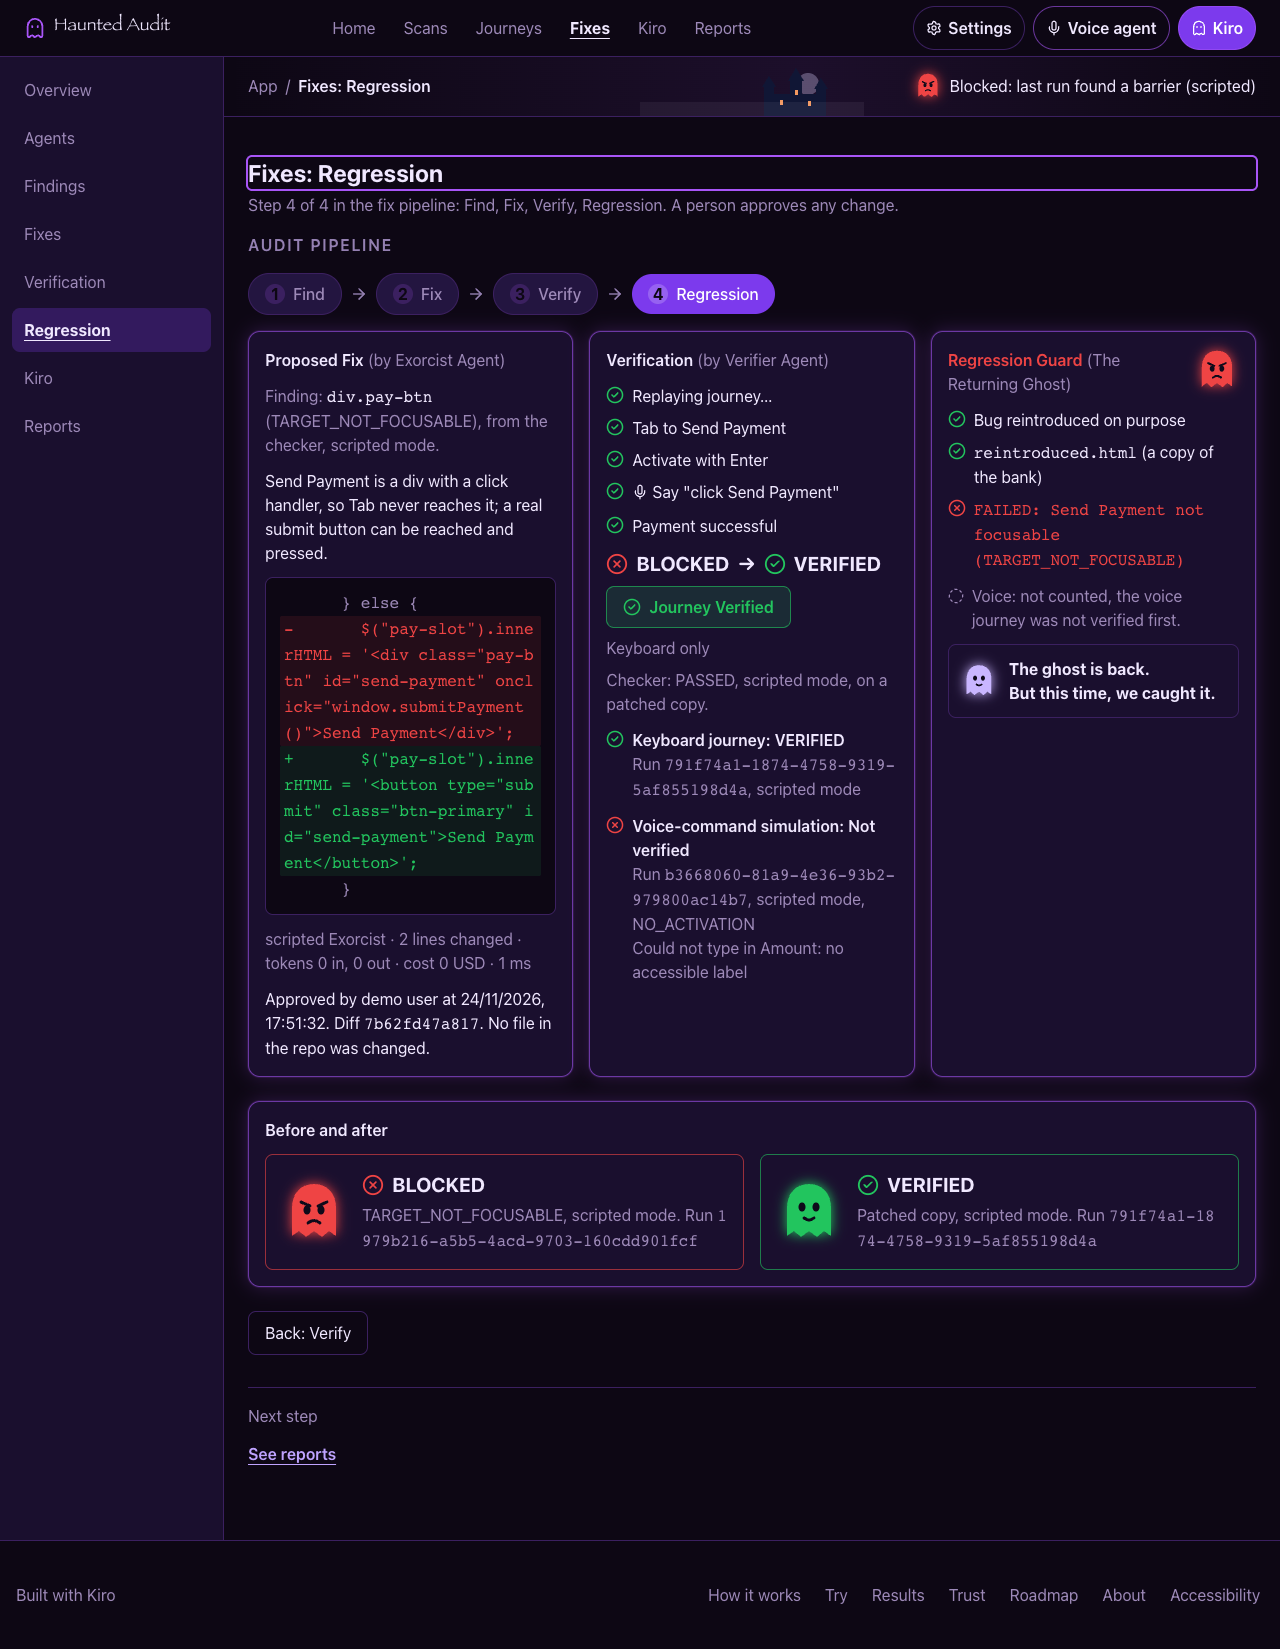 Haunted Audit
Home
Scans
Journeys
Fixes
Kiro
Reports
Settings
Voice agent
Kiro
Overview
Agents
Findings
Fixes
Verification
Regression
Kiro
Reports
App / Fixes: Regression
Blocked: last run found a barrier (scripted)
Fixes: Regression
Step 4 of 4 in the fix pipeline: Find, Fix, Verify, Regression. A person approves any change.
AUDIT PIPELINE
1 Find → 2 Fix → 3 Verify → 4 Regression
Proposed Fix (by Exorcist Agent)
Finding: div.pay-btn
(TARGET_NOT_FOCUSABLE), from the
checker, scripted mode.
Send Payment is a div with a click
handler, so Tab never reaches it; a real
submit button can be reached and
pressed.
} else {
- $("pay-slot").inne
rHTML = '<div class="pay-b
tn" id="send-payment" oncl
ick="window.submitPayment
()">Send Payment</div>';
+ $("pay-slot").inne
rHTML = '<button type="sub
mit" class="btn-primary" i
d="send-payment">Send Paym
ent</button>';
}
scripted Exorcist · 2 lines changed ·
tokens 0 in, 0 out · cost 0 USD · 1 ms
Approved by demo user at 24/11/2026,
17:51:32. Diff 7b62fd47a817. No file in
the repo was changed.
Verification (by Verifier Agent)
Replaying journey...
Tab to Send Payment
Activate with Enter
Say "click Send Payment"
Payment successful
BLOCKED → VERIFIED
Journey Verified
Keyboard only
Checker: PASSED, scripted mode, on a
patched copy.
Keyboard journey: VERIFIED
Run 791f74a1-1874-4758-9319-
5af855198d4a, scripted mode
Voice-command simulation: Not
verified
Run b3668060-81a9-4e36-93b2-
979800ac14b7, scripted mode,
NO_ACTIVATION
Could not type in Amount: no
accessible label
Regression Guard (The
Returning Ghost)
Bug reintroduced on purpose
reintroduced.html (a copy of
the bank)
FAILED: Send Payment not
focusable
(TARGET_NOT_FOCUSABLE)
Voice: not counted, the voice
journey was not verified first.
The ghost is back.
But this time, we caught it.
Before and after
BLOCKED
TARGET_NOT_FOCUSABLE, scripted mode. Run 1
979b216-a5b5-4acd-9703-160cdd901fcf
VERIFIED
Patched copy, scripted mode. Run 791f74a1-18
74-4758-9319-5af855198d4a
Back: Verify
Next step
See reports
Built with Kiro
How it works
Try
Results
Trust
Roadmap
About
Accessibility